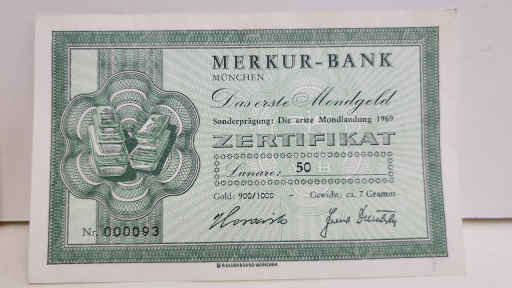 MERKUR-BANK
MÜNCHEN
Das erste Mondgeld
Sonderprägung: Die erste Mondlandung 1969
ZERTIFIKAT
Lunare: 50
Gold: 900/1000 - Gewicht, ca. 7 Gramm
Nr. 000093